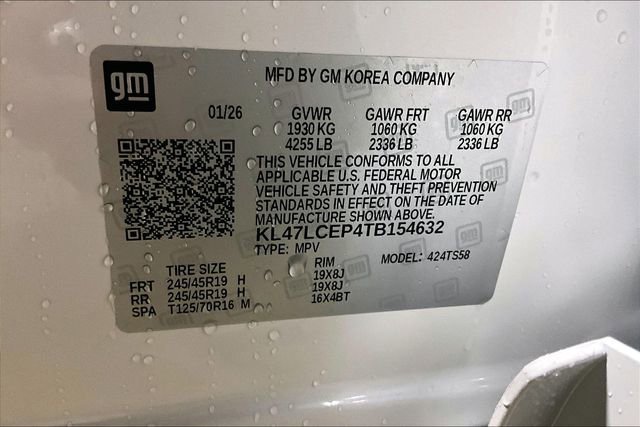 gm
MFD BY GM KOREA COMPANY
01/26 GVWR GAWR FRT GAWR RR
1930 KG 1060 KG 1060 KG
4255 LB 2336 LB 2336 LB
THIS VEHICLE CONFORMS TO ALL
APPLICABLE U.S. FEDERAL MOTOR
VEHICLE SAFETY AND THEFT PREVENTION
STANDARDS IN EFFECT ON THE DATE OF
MANUFACTURE SHOWN ABOVE.
KL47LCEP4TB154632
TYPE: MPV MODEL: 424TS58
TIRE SIZE RIM
FRT 245/45R19 H 19X8J
RR 245/45R19 H 19X8J
SPA T125/70R16 M 16X4BT